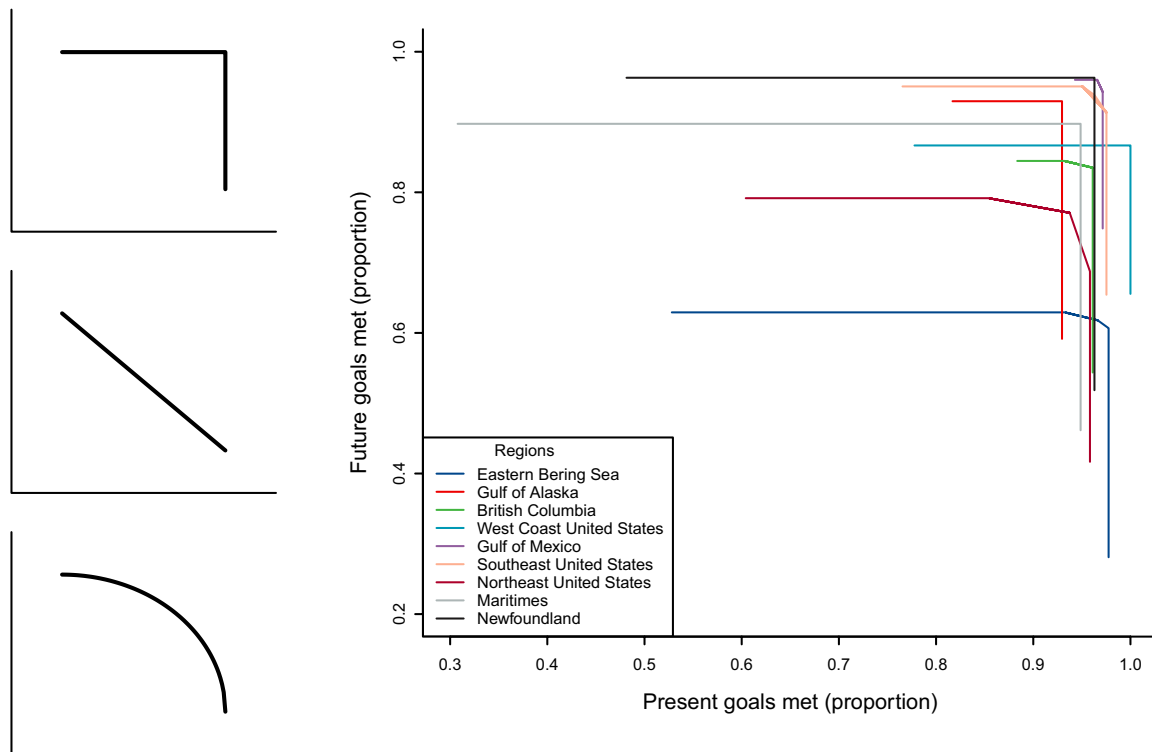 Future goals met (proportion)
1.0
0.8
0.6
0.4
0.2
Regions
Eastern Bering Sea
Gulf of Alaska
British Columbia
West Coast United States
Gulf of Mexico
Southeast United States
Northeast United States
Maritimes
Newfoundland
0.3 0.4 0.5 0.6 0.7 0.8 0.9 1.0
Present goals met (proportion)